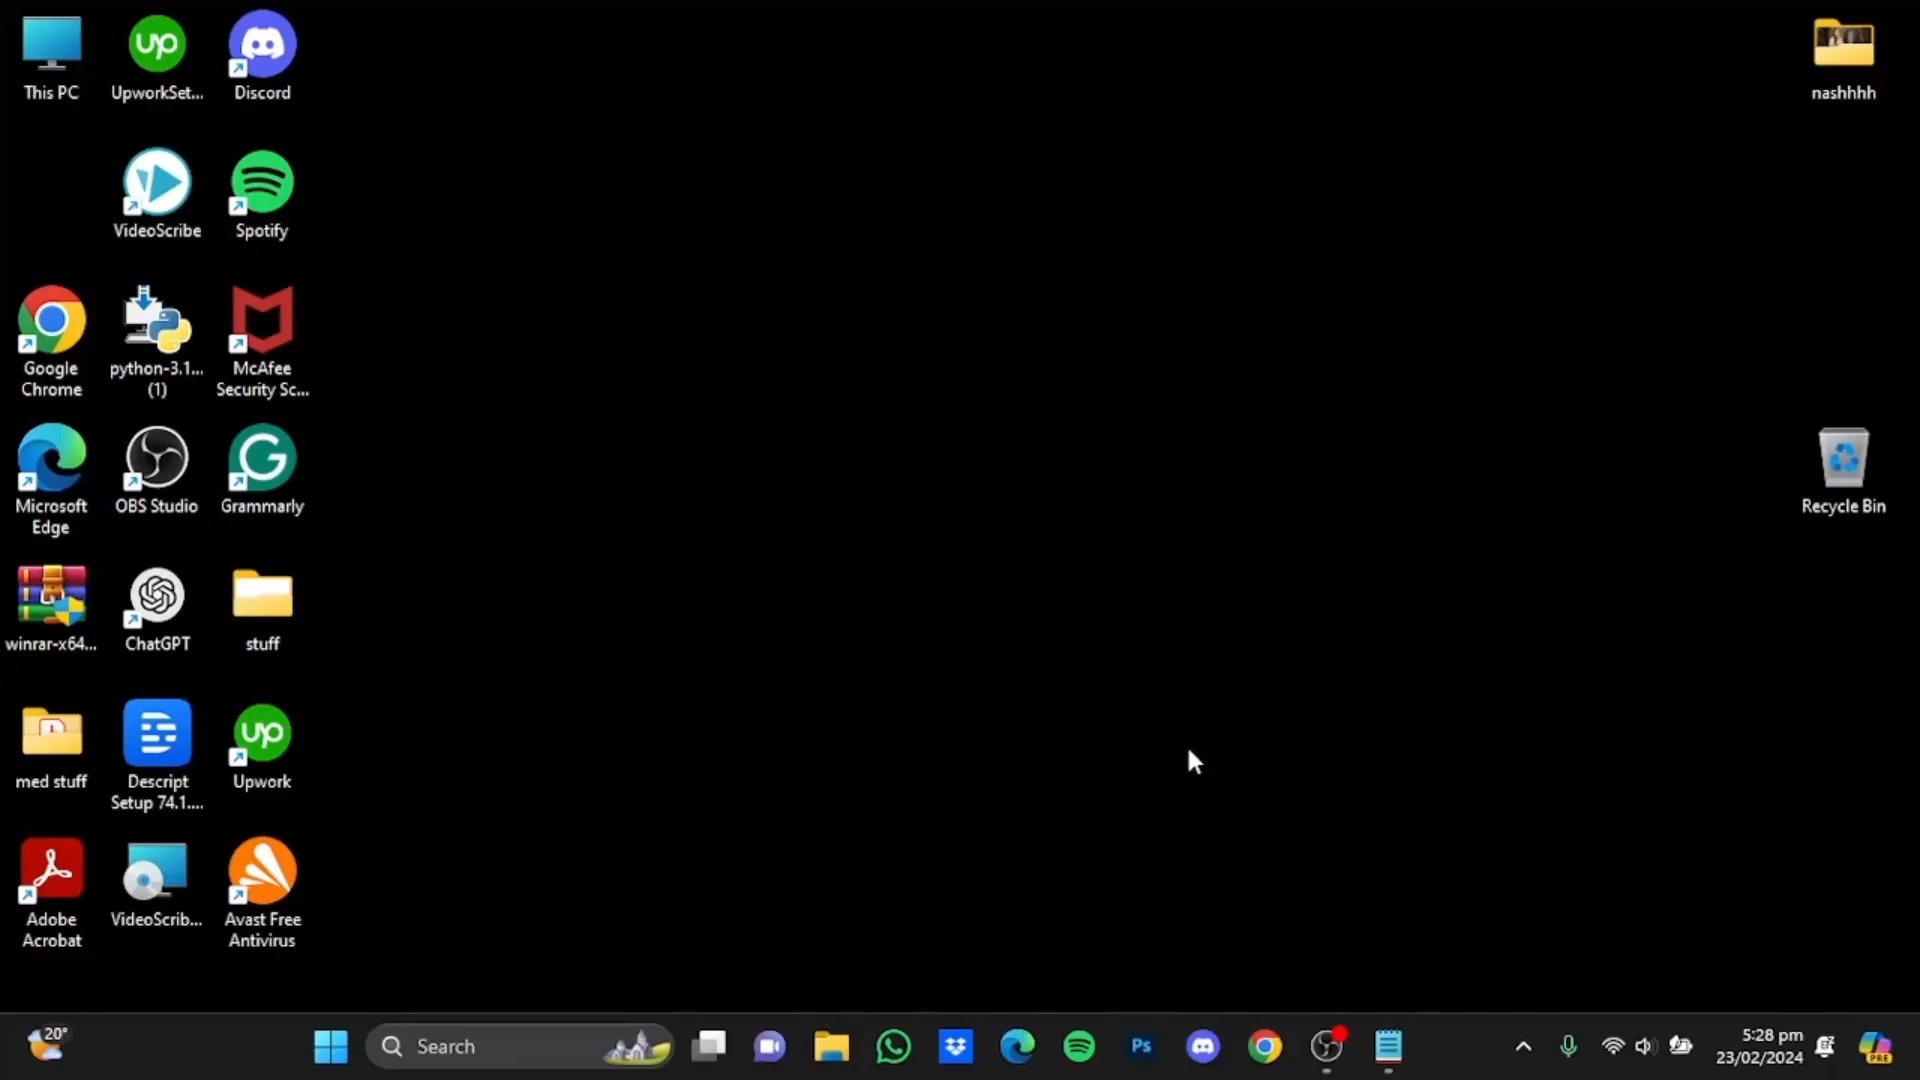 This PC
UpworkSet...
Discord
nashhhh
VideoScribe
Spotify
Google
Chrome
python-3.1...
(1)
McAfee
Security Sc...
Microsoft
Edge
OBS Studio
Grammarly
Recycle Bin
winrar-x64...
ChatGPT
stuff
med stuff
Descript
Setup 74.1....
Upwork
Adobe
Acrobat
VideoScrib...
Avast Free
Antivirus
20°
Search
Ps
5:28 pm
23/02/2024
PRE